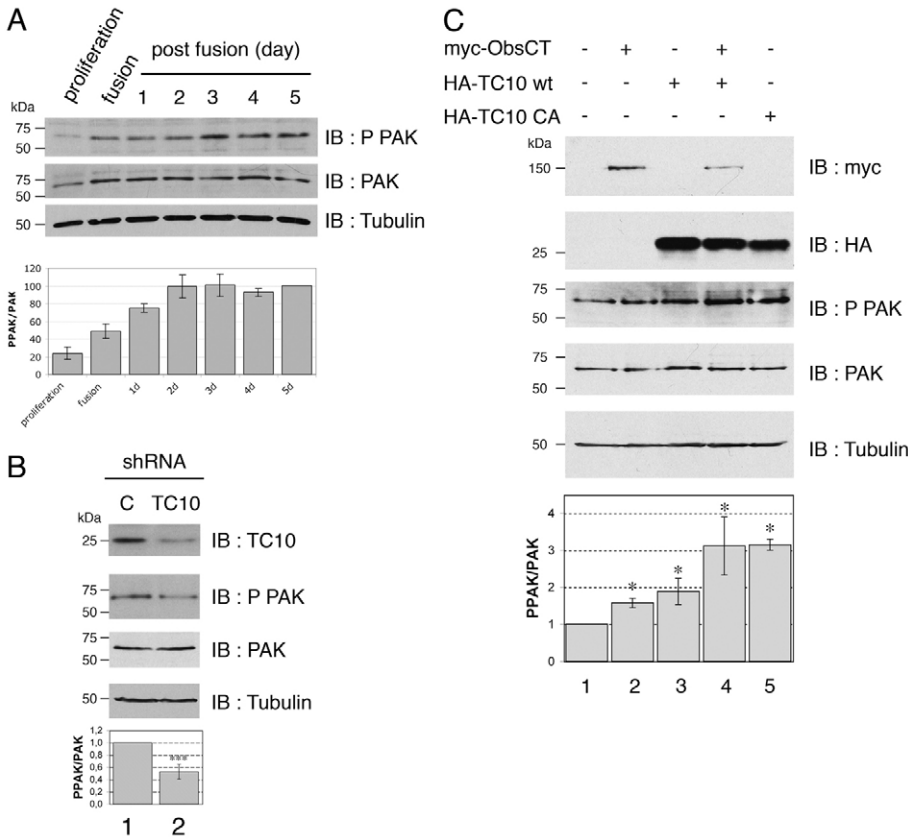 A
proliferation
fusion
post fusion (day)
1 2 3 4 5
kDa
75
50
IB : P PAK
75
50
IB : PAK
50
IB : Tubulin
PPAK/PAK
120
100
80
60
40
20
0
proliferation fusion 1d 2d 3d 4d 5d
B
shRNA
C TC10
kDa
25
IB : TC10
75
50
IB : P PAK
75
50
IB : PAK
50
IB : Tubulin
PPAK/PAK
1,2
1,0
0,8
0,6
0,4
0,2
0,0
***
1 2
C
myc-ObsCT - + - + -
HA-TC10 wt - - + + -
HA-TC10 CA - - - - +
kDa
150
IB : myc
25
IB : HA
75
50
IB : P PAK
75
50
IB : PAK
50
IB : Tubulin
PPAK/PAK
4
3
2
1
0
* * * *
1 2 3 4 5